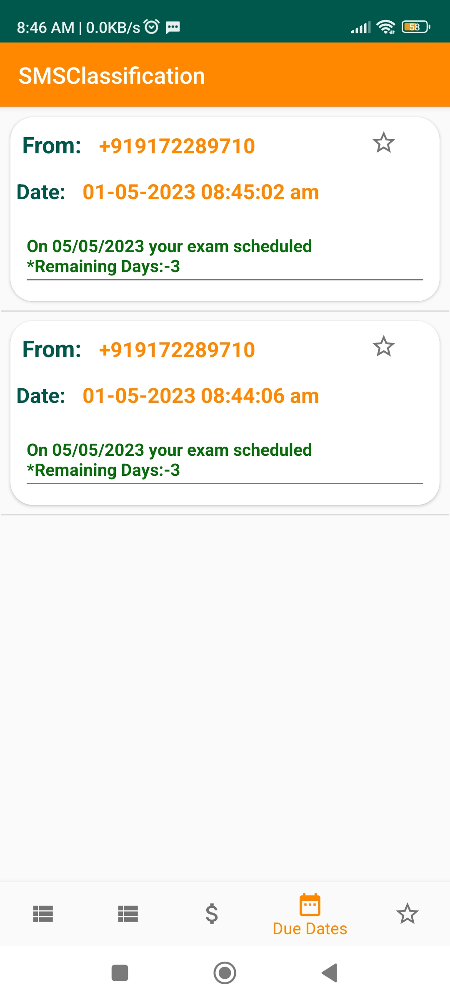 8:46 AM | 0.0KB/s
58
SMSClassification
From: +919172289710
Date: 01-05-2023 08:45:02 am
On 05/05/2023 your exam scheduled
*Remaining Days:-3
From: +919172289710
Date: 01-05-2023 08:44:06 am
On 05/05/2023 your exam scheduled
*Remaining Days:-3
Due Dates